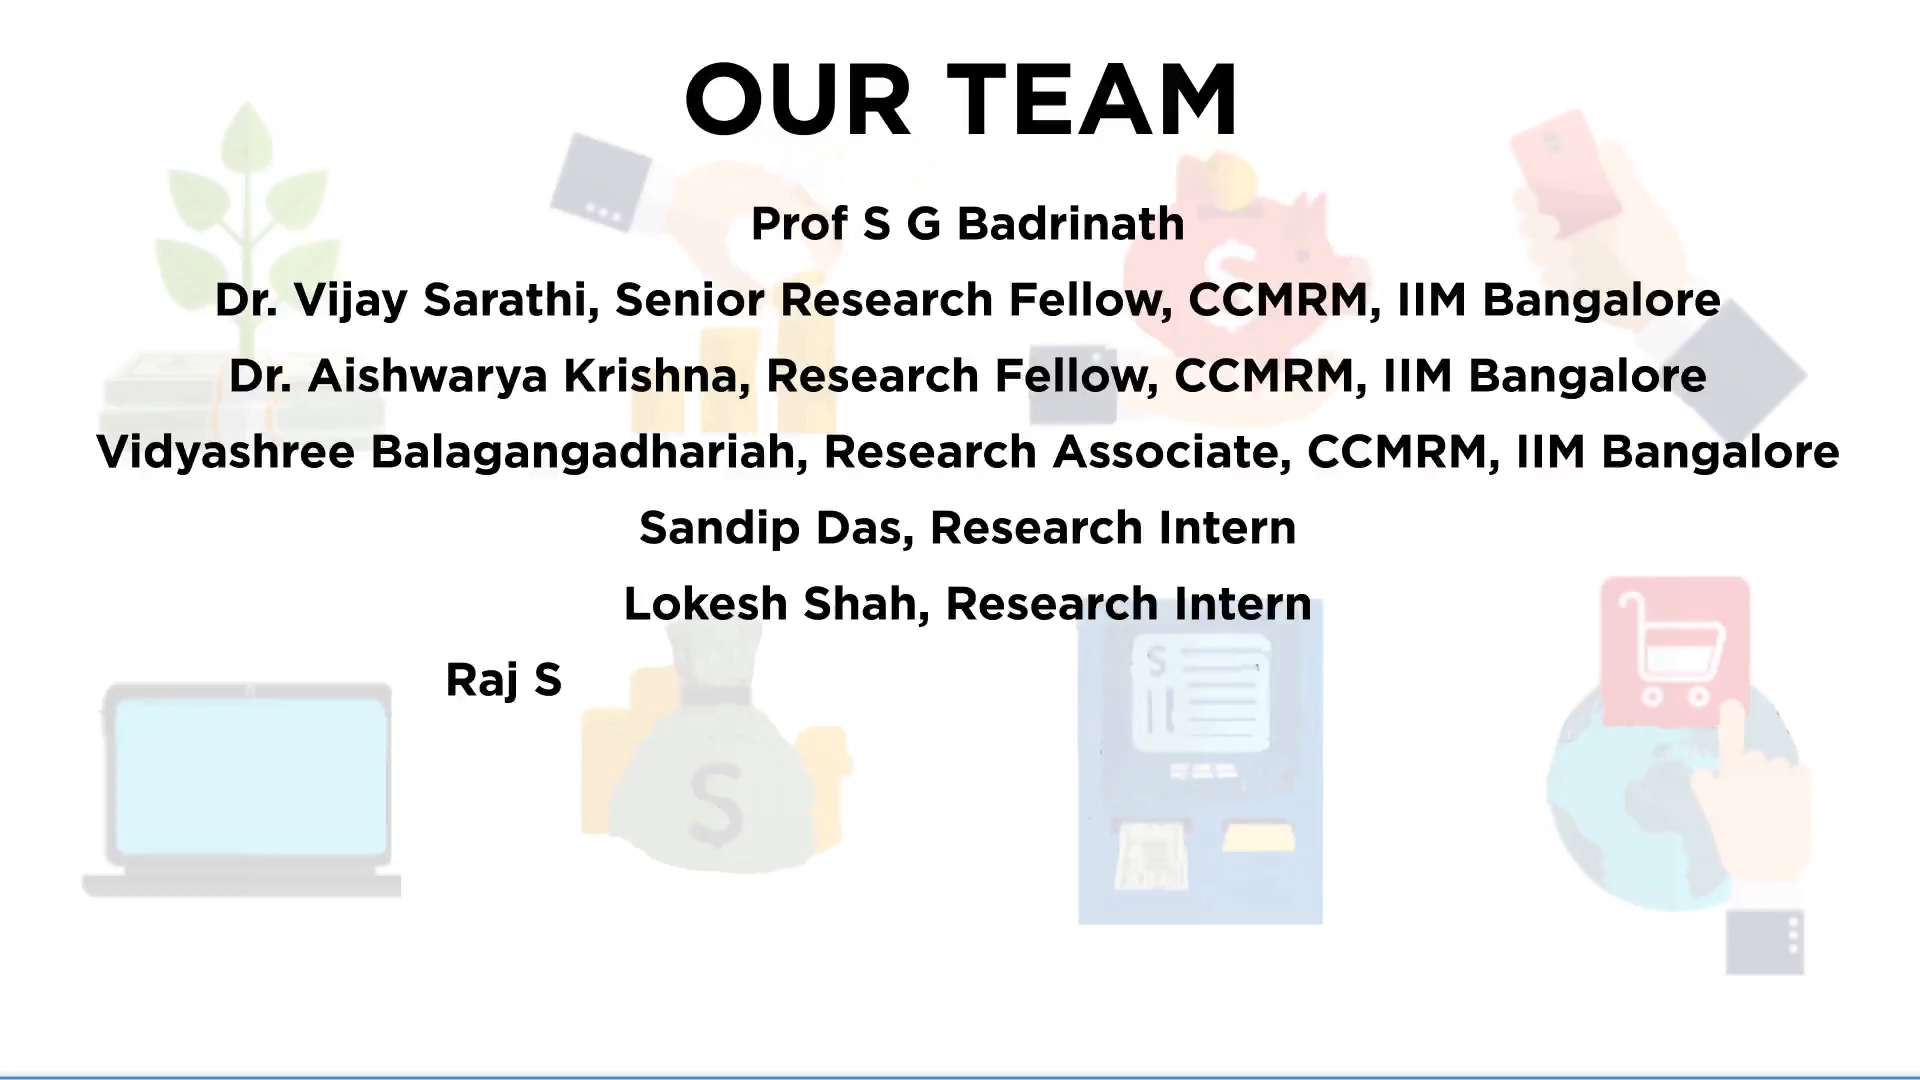 OUR TEAM
Prof S G Badrinath
Dr. Vijay Sarathi, Senior Research Fellow, CCMRM, IIM Bangalore
Dr. Aishwarya Krishna, Research Fellow, CCMRM, IIM Bangalore
Vidyashree Balagangadhariah, Research Associate, CCMRM, IIM Bangalore
Sandip Das, Research Intern
Lokesh Shah, Research Intern
Raj S
$
$
S
$